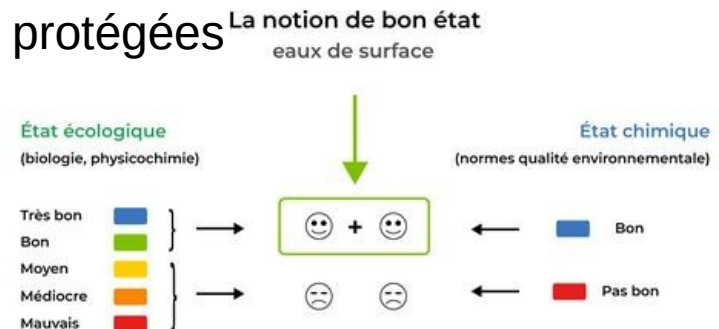 protégées
La notion de bon état
eaux de surface
État écologique
(biologie, physicochimie)
État chimique
(normes qualité environnementale)
Très bon
Bon
Moyen
Médiocre
Mauvais
+
Bon
Pas bon